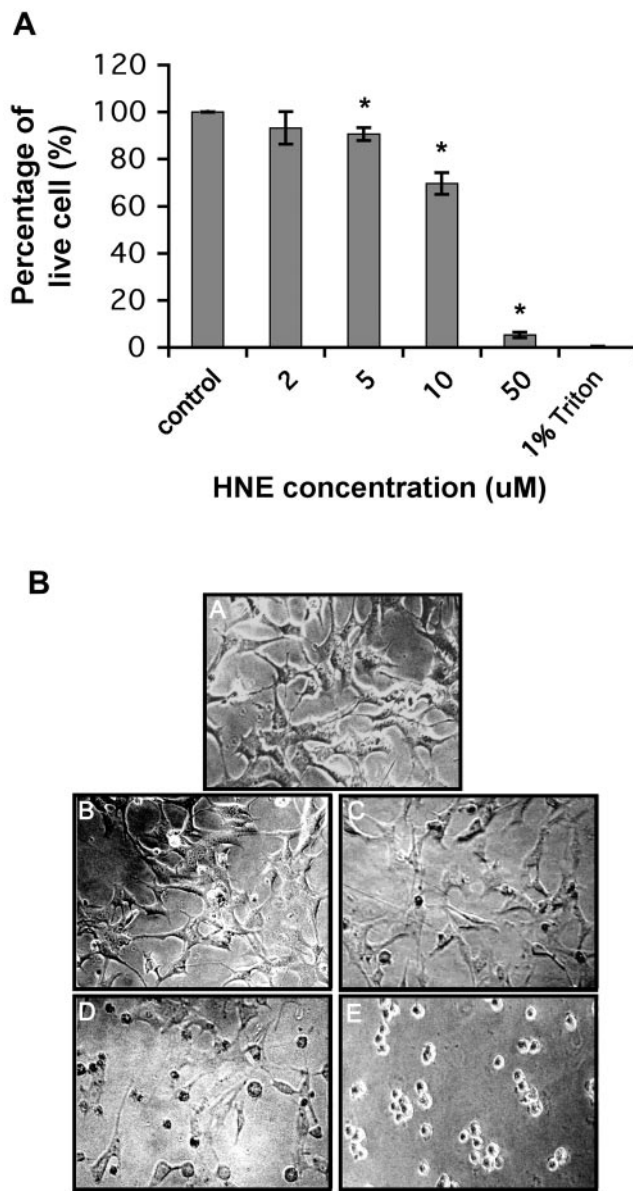 A
Percentage of
live cell (%)
120
100
80
60
40
20
0
*
*
*
control
2
5
10
50
1% Triton
HNE concentration (uM)
B
A
B
C
D
E